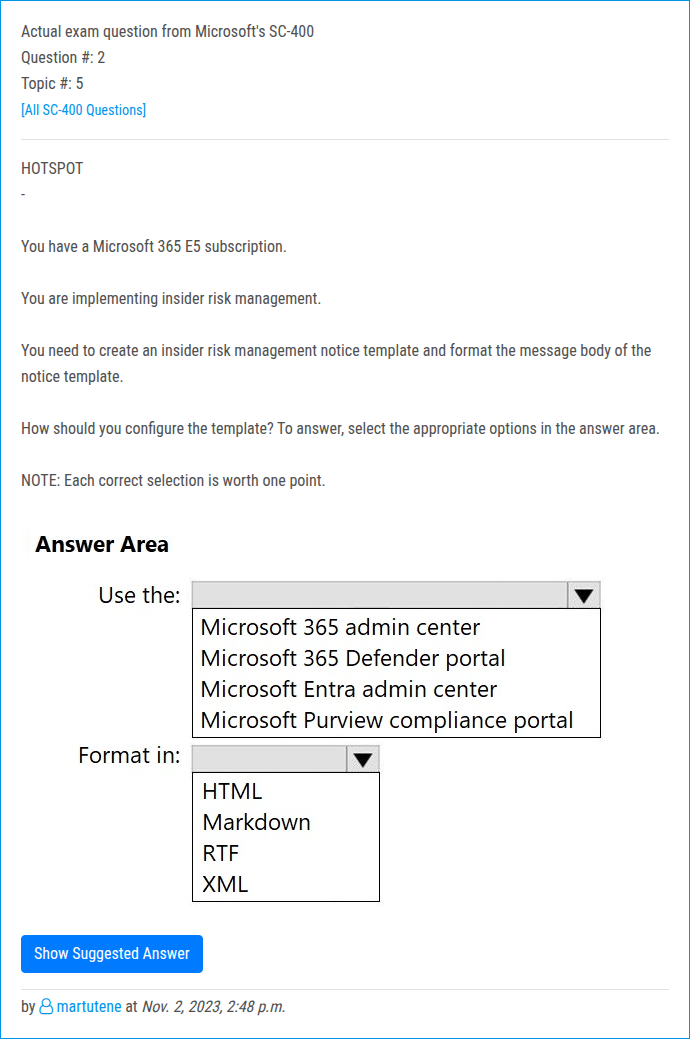 Actual exam question from Microsoft's SC-400
Question #: 2
Topic #: 5
[All SC-400 Questions]
HOTSPOT
-
You have a Microsoft 365 E5 subscription.
You are implementing insider risk management.
You need to create an insider risk management notice template and format the message body of the
notice template.
How should you configure the template? To answer, select the appropriate options in the answer area.
NOTE: Each correct selection is worth one point.
Answer Area
Use the:
Microsoft 365 admin center
Microsoft 365 Defender portal
Microsoft Entra admin center
Microsoft Purview compliance portal
Format in:
HTML
Markdown
RTF
XML
Show Suggested Answer
by martutene at Nov. 2, 2023, 2:48 p.m.